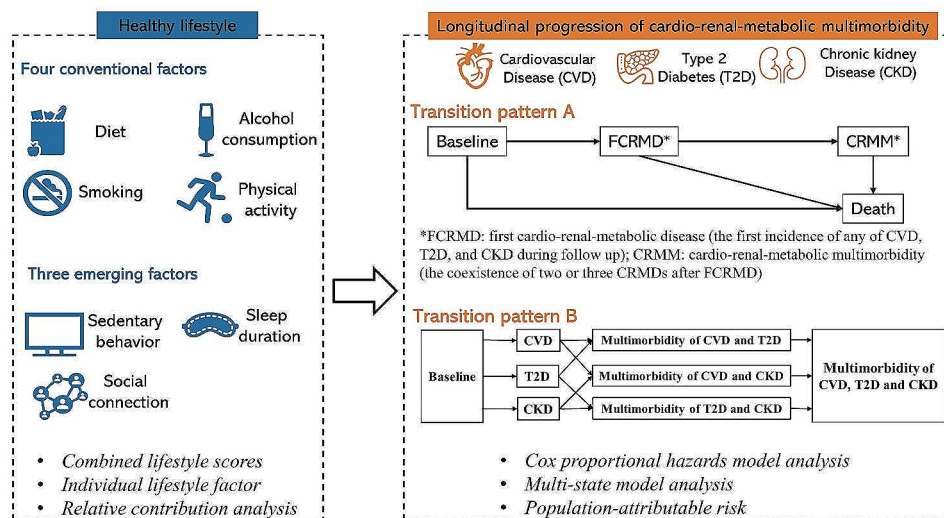 Healthy lifestyle
Four conventional factors
Diet
Alcohol
consumption
Smoking
Physical
activity
Three emerging factors
Sedentary
behavior
Sleep
duration
Social
connection
• Combined lifestyle scores
• Individual lifestyle factor
• Relative contribution analysis
Longitudinal progression of cardio-renal-metabolic multimorbidity
Cardiovascular
Disease (CVD)
Type 2
Diabetes (T2D)
Chronic kidney
Disease (CKD)
Transition pattern A
Baseline
FCRMD*
CRMM*
Death
*FCRMD: first cardio-renal-metabolic disease (the first incidence of any of CVD,
T2D, and CKD during follow up); CRMM: cardio-renal-metabolic multimorbidity
(the coexistence of two or three CRMDs after FCRMD)
Transition pattern B
Baseline
CVD
T2D
CKD
Multimorbidity of CVD and T2D
Multimorbidity of CVD and CKD
Multimorbidity of T2D and CKD
Multimorbidity of
CVD, T2D and CKD
• Cox proportional hazards model analysis
• Multi-state model analysis
• Population-attributable risk